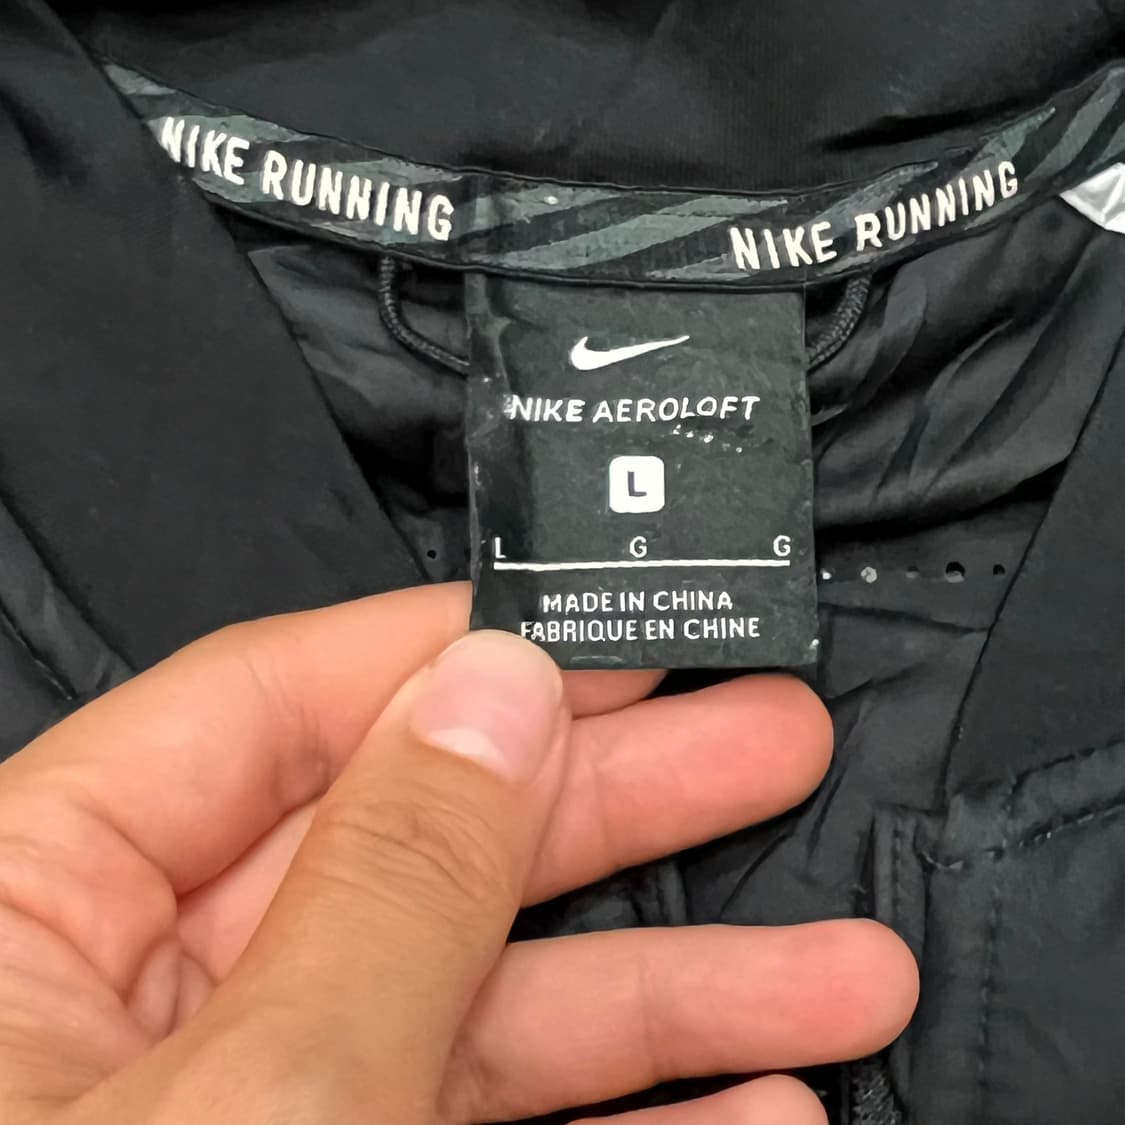 NIKE RUNNING
NIKE RUNNING
NIKE AEROLOFT
L
L G G
MADE IN CHINA
FABRIQUE EN CHINE